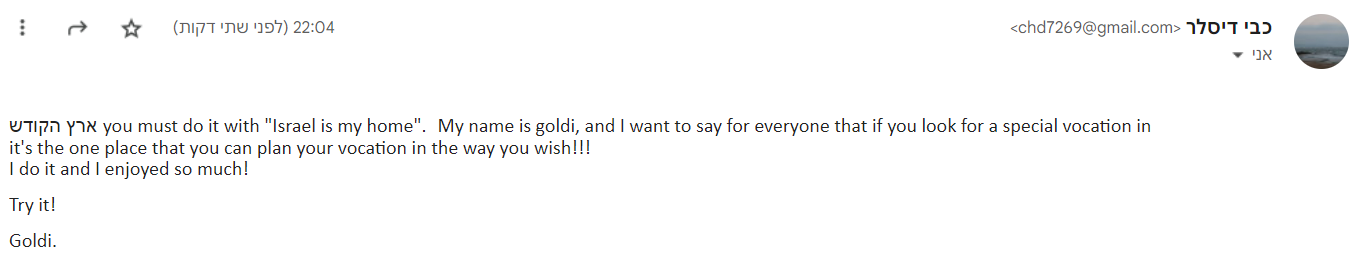 כבי דיסלר <chd7269@gmail.com>
22:04 (לפני שתי דקות)
אני
ארץ הקודש you must do it with "Israel is my home".  My name is goldi, and I want to say for everyone that if you look for a special vocation in
it's the one place that you can plan your vocation in the way you wish!!!
I do it and I enjoyed so much!
Try it!
Goldi.